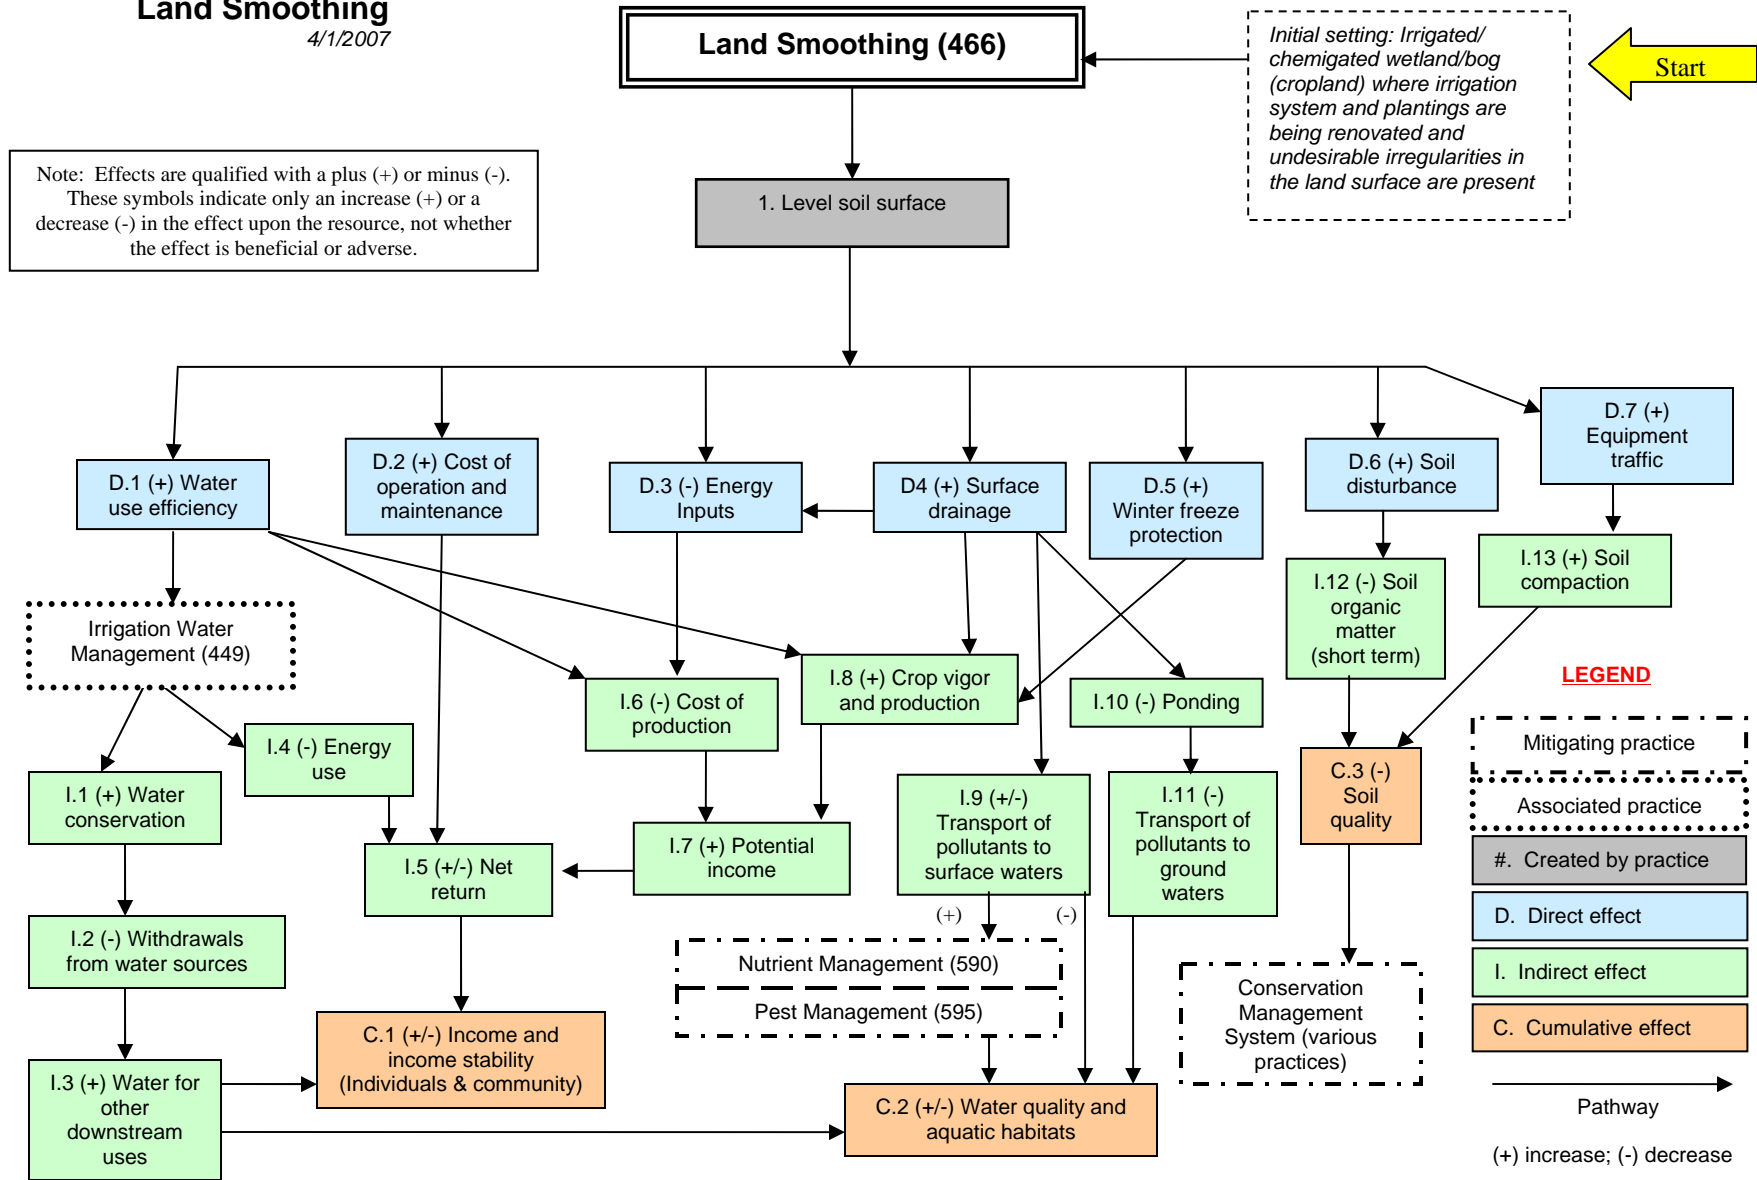 Land Smoothing
4/1/2007
Land Smoothing (466)
Initial setting: Irrigated/
chemigated wetland/bog
(cropland) where irrigation
system and plantings are
being renovated and
undesirable irregularities in
the land surface are present
Start
Note:  Effects are qualified with a plus (+) or minus (-).
These symbols indicate only an increase (+) or a
decrease (-) in the effect upon the resource, not whether
the effect is beneficial or adverse.
1. Level soil surface
D.1 (+) Water
use efficiency
D.2 (+) Cost of
operation and
maintenance
D.3 (-) Energy
Inputs
D4 (+) Surface
drainage
D.5 (+)
Winter freeze
protection
D.6 (+) Soil
disturbance
D.7 (+)
Equipment
traffic
Irrigation Water
Management (449)
I.12 (-) Soil
organic
matter
(short term)
I.13 (+) Soil
compaction
I.4 (-) Energy
use
I.6 (-) Cost of
production
I.8 (+) Crop vigor
and production
I.10 (-) Ponding
I.1 (+) Water
conservation
I.5 (+/-) Net
return
I.7 (+) Potential
income
I.9 (+/-)
Transport of
pollutants to
surface waters
I.11 (-)
Transport of
pollutants to
ground
waters
C.3 (-)
Soil
quality
(+)
(-)
I.2 (-) Withdrawals
from water sources
Nutrient Management (590)
Pest Management (595)
Conservation
Management
System (various
practices)
C.1 (+/-) Income and
income stability
(Individuals & community)
I.3 (+) Water for
other
downstream
uses
C.2 (+/-) Water quality and
aquatic habitats
LEGEND
Mitigating practice
Associated practice
#.  Created by practice
D.  Direct effect
I.  Indirect effect
C.  Cumulative effect
Pathway
(+) increase; (-) decrease